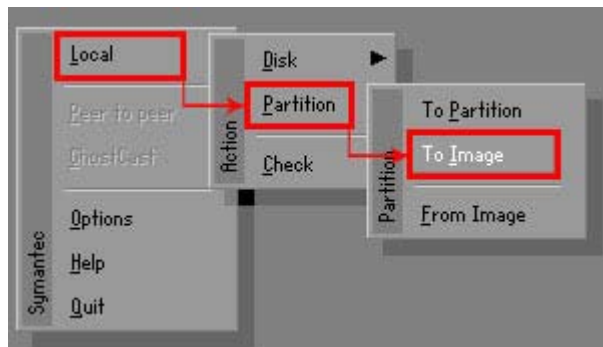 Local
Peer to peer
GhostCast
Options
Help
Quit
Symantec
Disk
Partition
Check
Action
To Partition
To Image
From Image
Partition